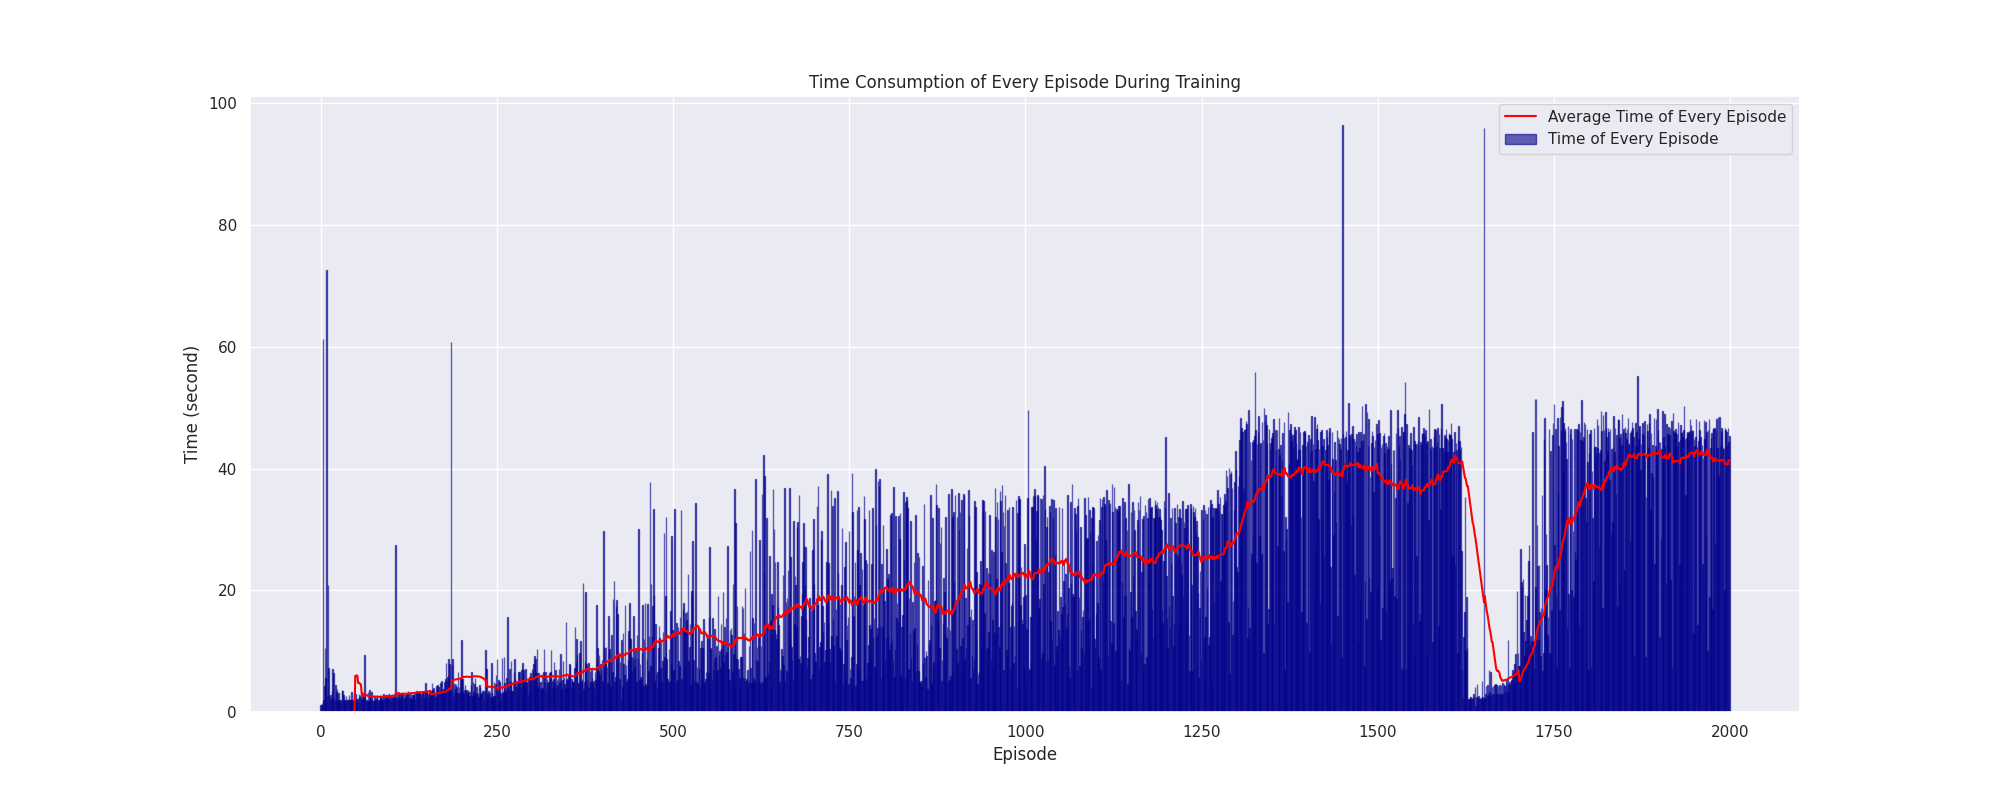 Time Consumption of Every Episode During Training
Average Time of Every Episode
Time of Every Episode
100
80
60
40
20
0
Time (second)
0 250 500 750 1000 1250 1500 1750 2000
Episode